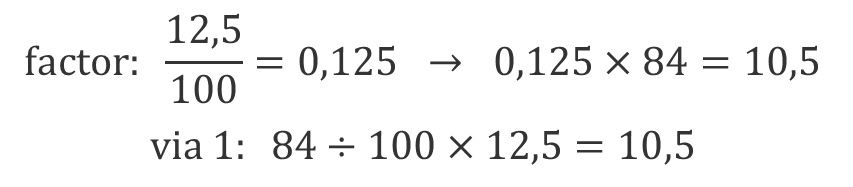 factor: 12,5/100 = 0,125 → 0,125 × 84 = 10,5
via 1: 84 ÷ 100 × 12,5 = 10,5